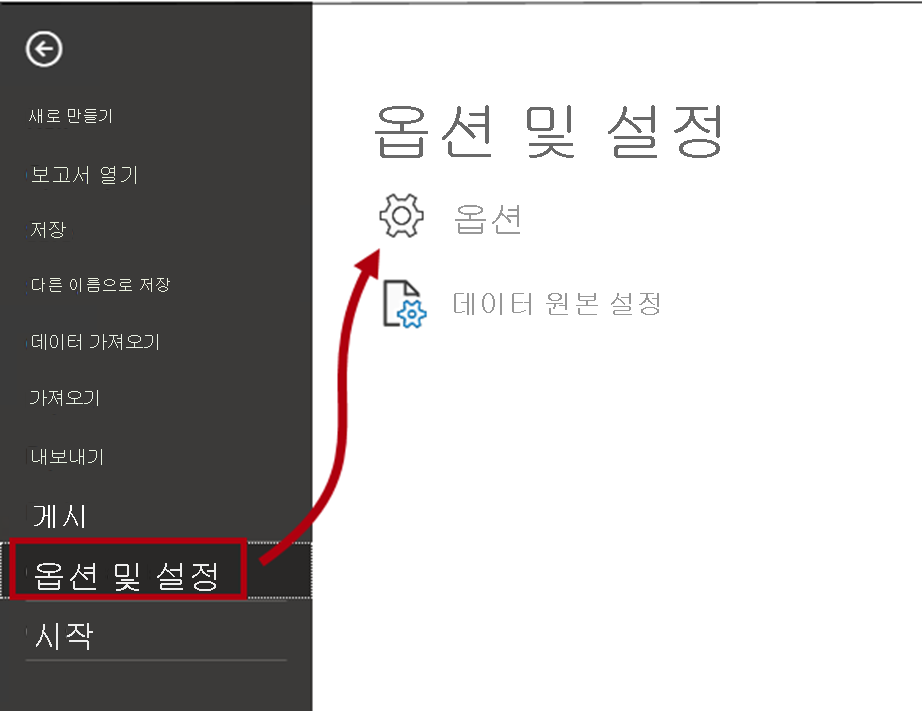 새로 만들기
보고서 열기
저장
다른 이름으로 저장
데이터 가져오기
가져오기
내보내기
게시
옵션 및 설정
시작
옵션 및 설정
옵션
데이터 원본 설정